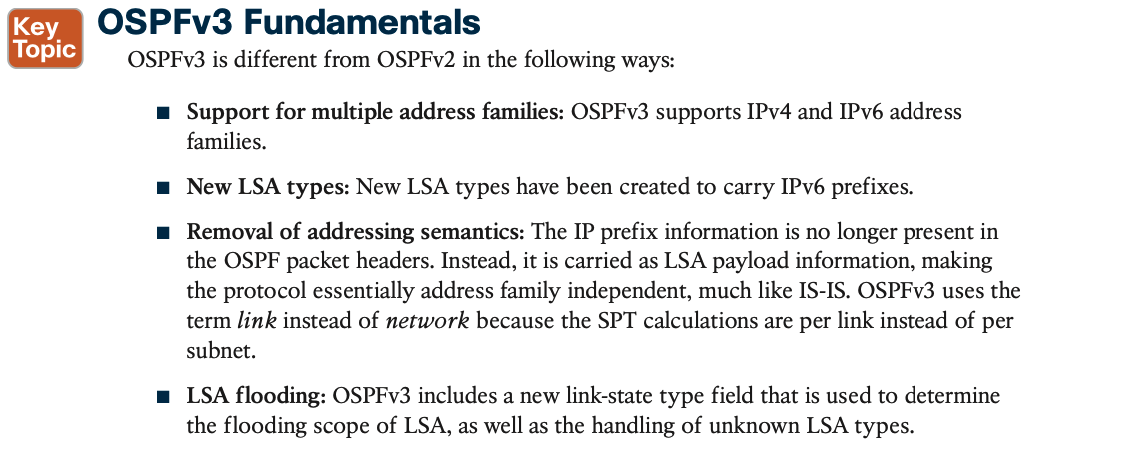 Key
Topic
OSPFv3 Fundamentals
OSPFv3 is different from OSPFv2 in the following ways:
■ Support for multiple address families: OSPFv3 supports IPv4 and IPv6 address
families.
■ New LSA types: New LSA types have been created to carry IPv6 prefixes.
■ Removal of addressing semantics: The IP prefix information is no longer present in
the OSPF packet headers. Instead, it is carried as LSA payload information, making
the protocol essentially address family independent, much like IS-IS. OSPFv3 uses the
term link instead of network because the SPT calculations are per link instead of per
subnet.
■ LSA flooding: OSPFv3 includes a new link-state type field that is used to determine
the flooding scope of LSA, as well as the handling of unknown LSA types.